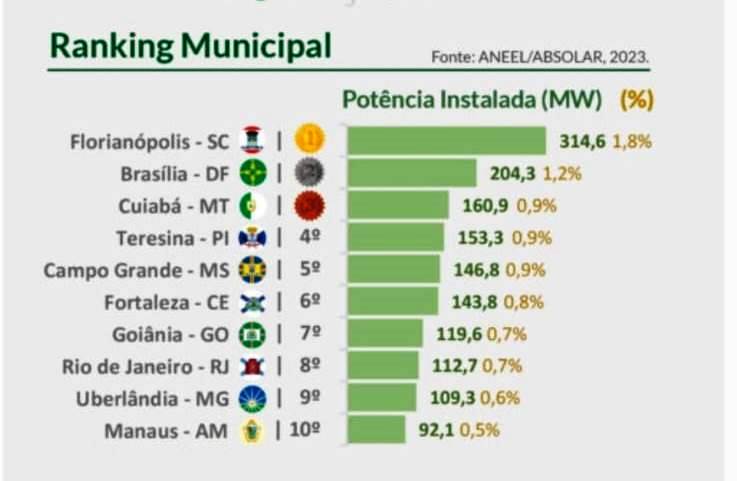 Ranking Municipal
Fonte: ANEEL/ABSOLAR, 2023.
Potência Instalada (MW) (%)
Florianópolis - SC | 1 314,6 1,8%
Brasília - DF | 2 204,3 1,2%
Cuiabá - MT | 3 160,9 0,9%
Teresina - PI | 4º 153,3 0,9%
Campo Grande - MS | 5º 146,8 0,9%
Fortaleza - CE | 6º 143,8 0,8%
Goiânia - GO | 7º 119,6 0,7%
Rio de Janeiro - RJ | 8º 112,7 0,7%
Uberlândia - MG | 9º 109,3 0,6%
Manaus - AM | 10º 92,1 0,5%